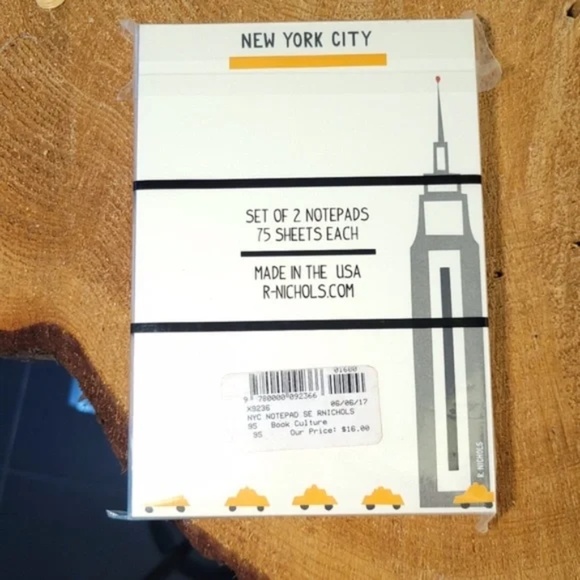 NEW YORK CITY
SET OF 2 NOTEPADS
75 SHEETS EACH
MADE IN THE USA
R-NICHOLS.COM
01600
9 780000 092366
X9236 06/06/17
NYC NOTEPAD SE RNICHOLS
95 Book Culture
95 Our Price: $16.00
R. NICHOLS